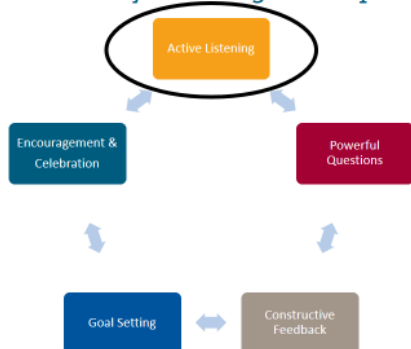 Active Listening
Encouragement &
Celebration
Powerful
Questions
Goal Setting
Constructive
Feedback